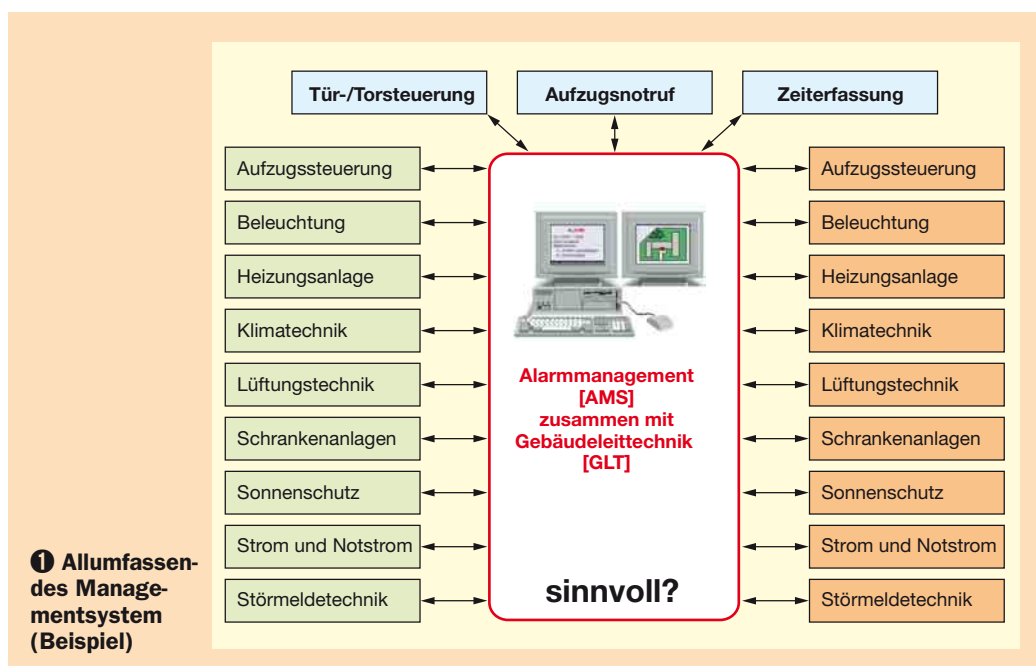 Tür-/Torsteuerung
Aufzugsnotruf
Zeiterfassung
Aufzugssteuerung
Beleuchtung
Heizungsanlage
Klimatechnik
Lüftungstechnik
Schrankenanlagen
Sonnenschutz
Strom und Notstrom
Störmeldetechnik
Alarmmanagement
[AMS]
zusammen mit
Gebäudeleittechnik
[GLT]
sinnvoll?
Aufzugssteuerung
Beleuchtung
Heizungsanlage
Klimatechnik
Lüftungstechnik
Schrankenanlagen
Sonnenschutz
Strom und Notstrom
Störmeldetechnik
❶ Allumfassen-
des Manage-
mentsystem
(Beispiel)